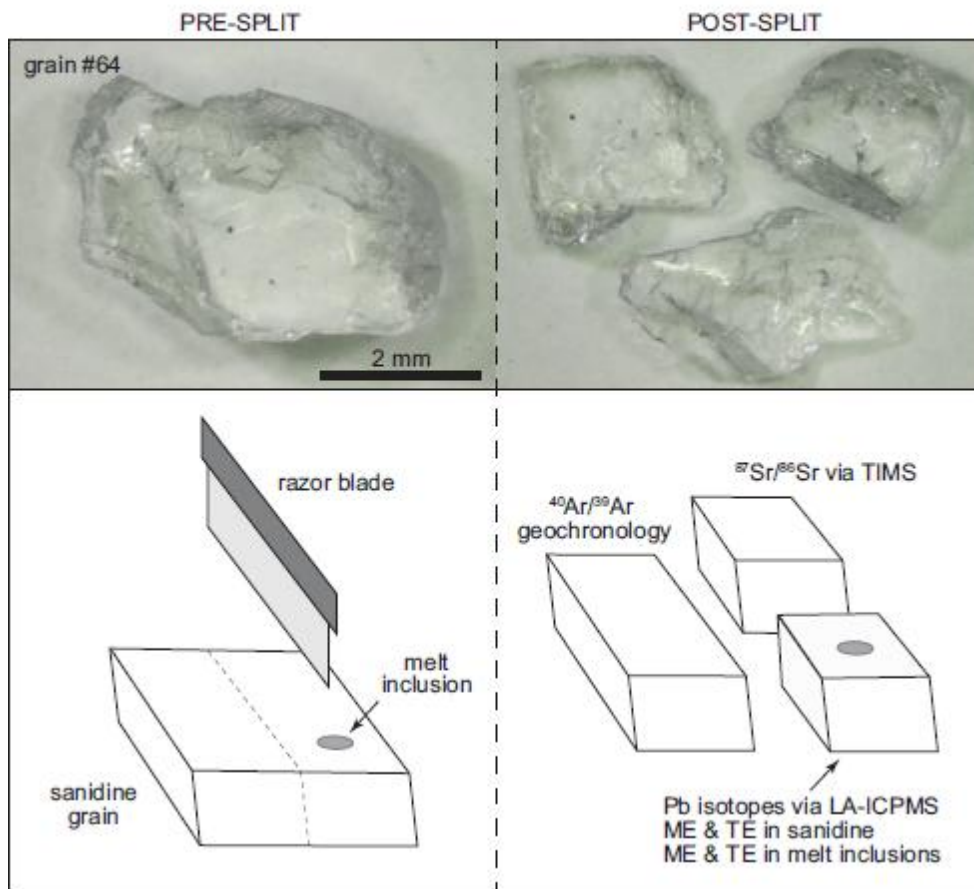 PRE-SPLIT
POST-SPLIT
grain #64
2 mm
razor blade
melt
inclusion
sanidine
grain
⁸⁷Sr/⁸⁶Sr via TIMS
⁴⁰Ar/³⁹Ar
geochronology
Pb isotopes via LA-ICPMS
ME & TE in sanidine
ME & TE in melt inclusions